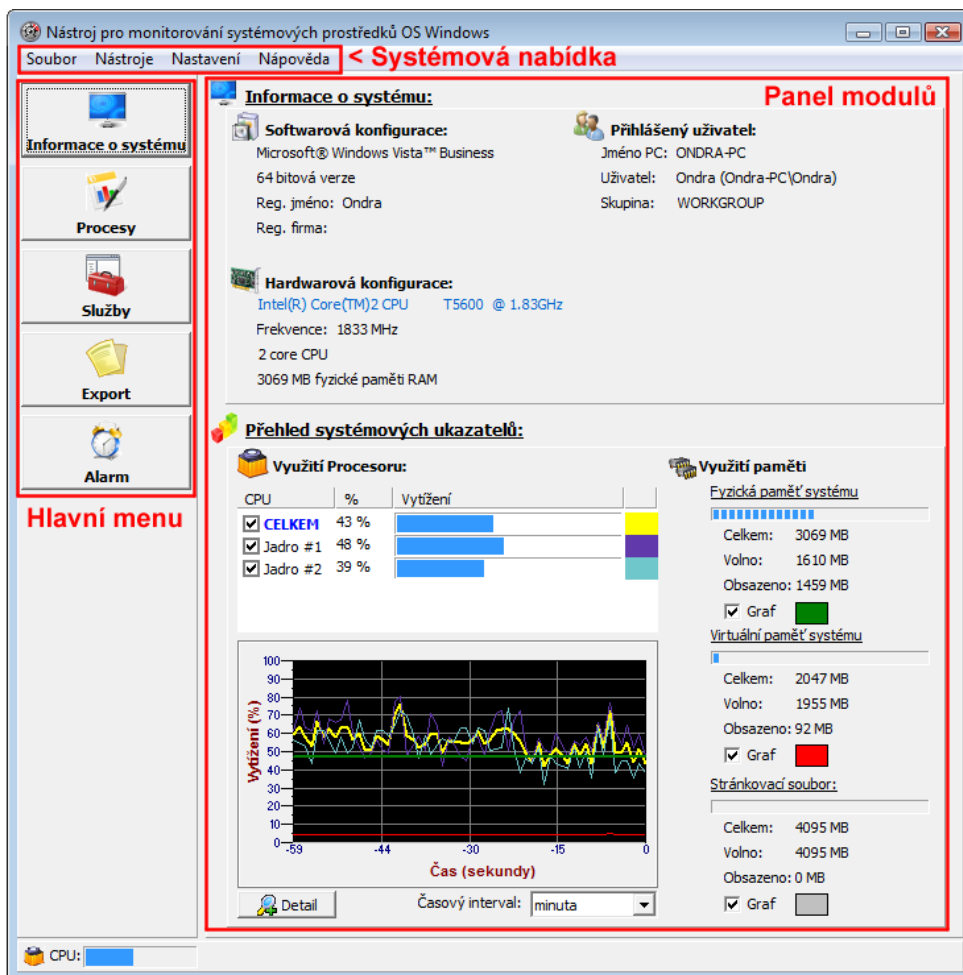 Nástroj pro monitorování systémových prostředků OS Windows
Soubor Nástroje Nastavení Nápověda < Systémová nabídka
Informace o systému
Procesy
Služby
Export
Alarm
Hlavní menu
Informace o systému:
Panel modulů
Softwarová konfigurace:
Microsoft® Windows Vista™ Business
64 bitová verze
Reg. jméno: Ondra
Reg. firma:
Přihlášený uživatel:
Jméno PC: ONDRA-PC
Uživatel: Ondra (Ondra-PC\Ondra)
Skupina: WORKGROUP
Hardwarová konfigurace:
Intel(R) Core(TM)2 CPU T5600 @ 1.83GHz
Frekvence: 1833 MHz
2 core CPU
3069 MB fyzické paměti RAM
Přehled systémových ukazatelů:
Využití Procesoru:
CPU % Vytížení
CELKEM 43 %
Jadro #1 48 %
Jadro #2 39 %
100
90
80
70
60
50
40
30
20
10
0
Vytížení (%)
-59 -44 -30 -15 0
Čas (sekundy)
Detail
Časový interval: minuta
Využití paměti
Fyzická paměť systému
Celkem: 3069 MB
Volno: 1610 MB
Obsazeno: 1459 MB
Graf
Virtuální paměť systému
Celkem: 2047 MB
Volno: 1955 MB
Obsazeno: 92 MB
Graf
Stránkovací soubor:
Celkem: 4095 MB
Volno: 4095 MB
Obsazeno: 0 MB
Graf
CPU: